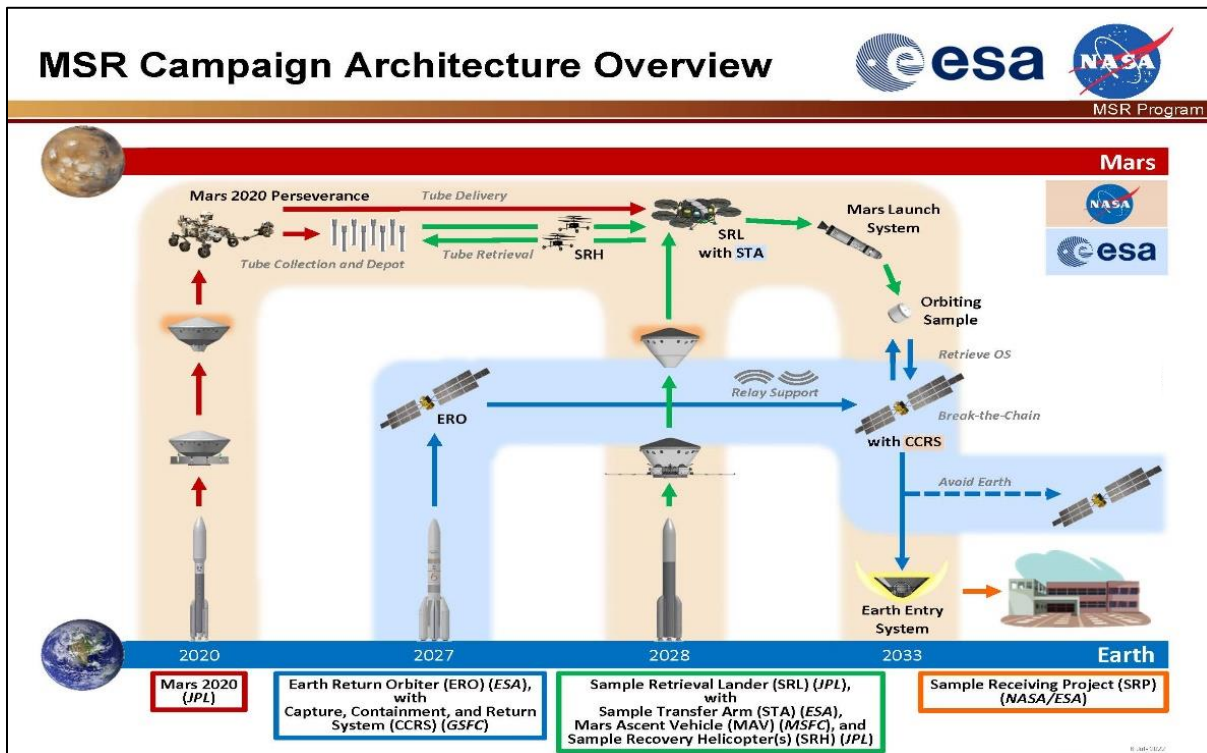 MSR Campaign Architecture Overview
esa
NASA
MSR Program
Mars
Mars 2020 Perseverance
Tube Delivery
NASA
esa
Tube Collection and Depot
Tube Retrieval
SRH
SRL
with STA
Mars Launch
System
Orbiting
Sample
Retrieve OS
Relay Support
ERO
Break-the-Chain
with CCRS
Avoid Earth
Earth Entry
System
2020
2027
2028
2033
Earth
Mars 2020
(JPL)
Earth Return Orbiter (ERO) (ESA),
with
Capture, Containment, and Return
System (CCRS) (GSFC)
Sample Retrieval Lander (SRL) (JPL),
with
Sample Transfer Arm (STA) (ESA),
Mars Ascent Vehicle (MAV) (MSFC), and
Sample Recovery Helicopter(s) (SRH) (JPL)
Sample Receiving Project (SRP)
(NASA/ESA)